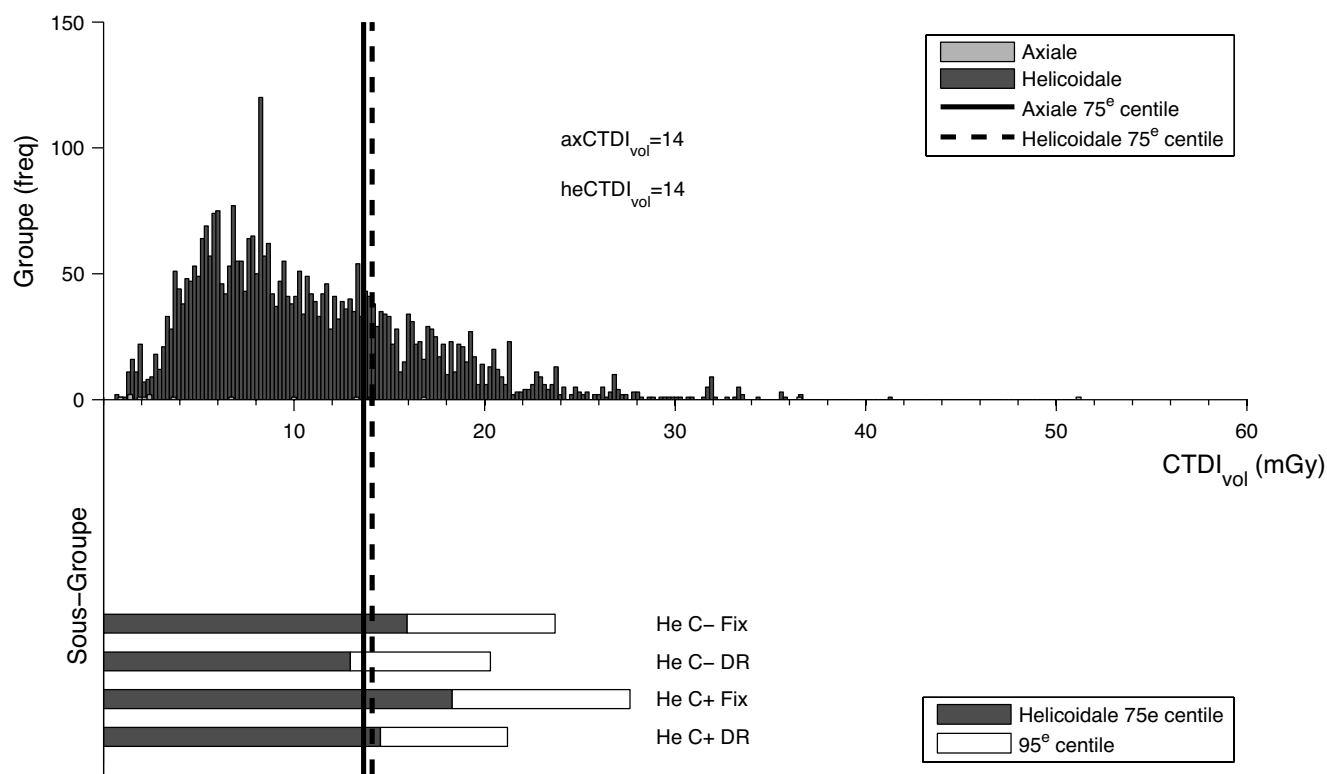 150
100
50
0
Groupe (freq)
Axiale
Helicoidale
Axiale 75e centile
Helicoidale 75e centile
axCTDIvol=14
heCTDIvol=14
10 20 30 40 50 60
CTDIvol (mGy)
Sous−Groupe
He C− Fix
He C− DR
He C+ Fix
He C+ DR
Helicoidale 75e centile
95e centile